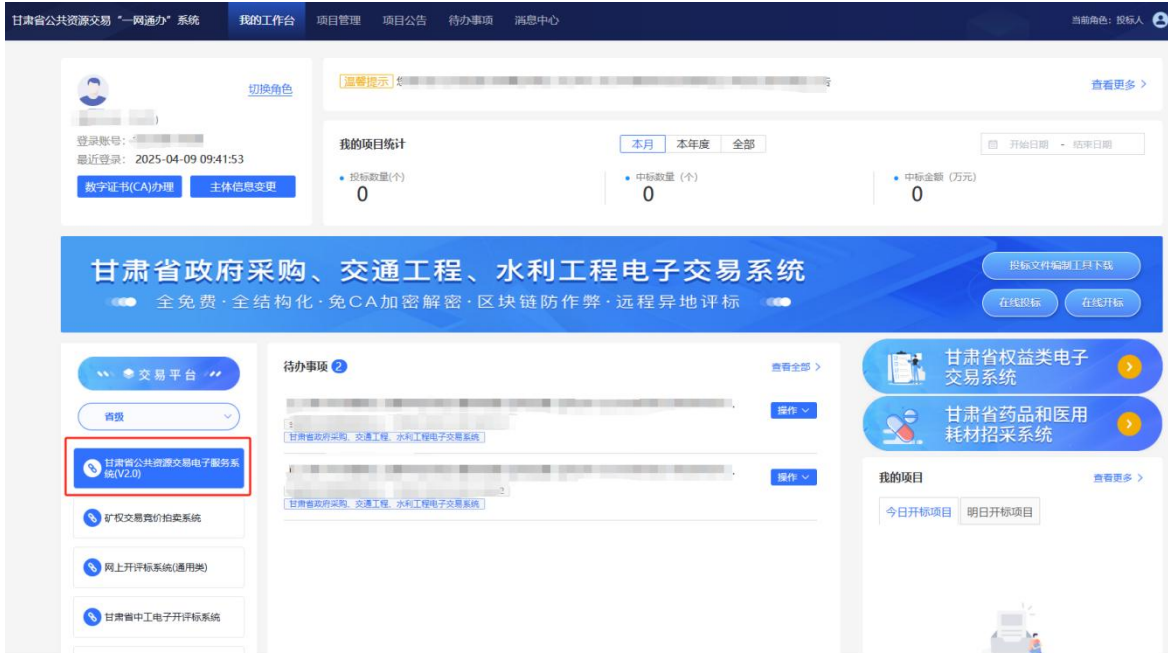 甘肃省公共资源交易“一网通办”系统
我的工作台
项目管理
项目公告
待办事项
消息中心
当前角色: 投标人
切换角色
登录账号:
最近登录: 2025-04-09 09:41:53
数字证书(CA)办理
主体信息变更
温馨提示
查看更多 >
我的项目统计
本月
本年度
全部
开始日期 - 结束日期
投标数量(个)
0
中标数量 (个)
0
中标金额 (万元)
0
甘肃省政府采购、交通工程、水利工程电子交易系统
全免费·全结构化·免CA加密解密·区块链防作弊·远程异地评标
投标文件编制工具下载
在线投标
在线开标
交易平台
省级
甘肃省公共资源交易电子服务系
统(V2.0)
矿权交易竞价拍卖系统
网上开评标系统(通用类)
甘肃省中工电子开评标系统
待办事项 2
查看全部 >
操作
甘肃省政府采购、交通工程、水利工程电子交易系统
操作
甘肃省政府采购、交通工程、水利工程电子交易系统
甘肃省权益类电子
交易系统
甘肃省药品和医用
耗材招采系统
我的项目
查看更多 >
今日开标项目
明日开标项目